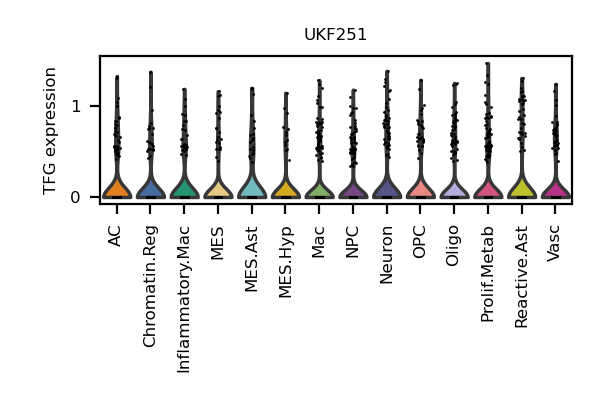 UKF251
TFG expression
1
0
AC
Chromatin.Reg
Inflammatory.Mac
MES
MES.Ast
MES.Hyp
Mac
NPC
Neuron
OPC
Oligo
Prolif.Metab
Reactive.Ast
Vasc